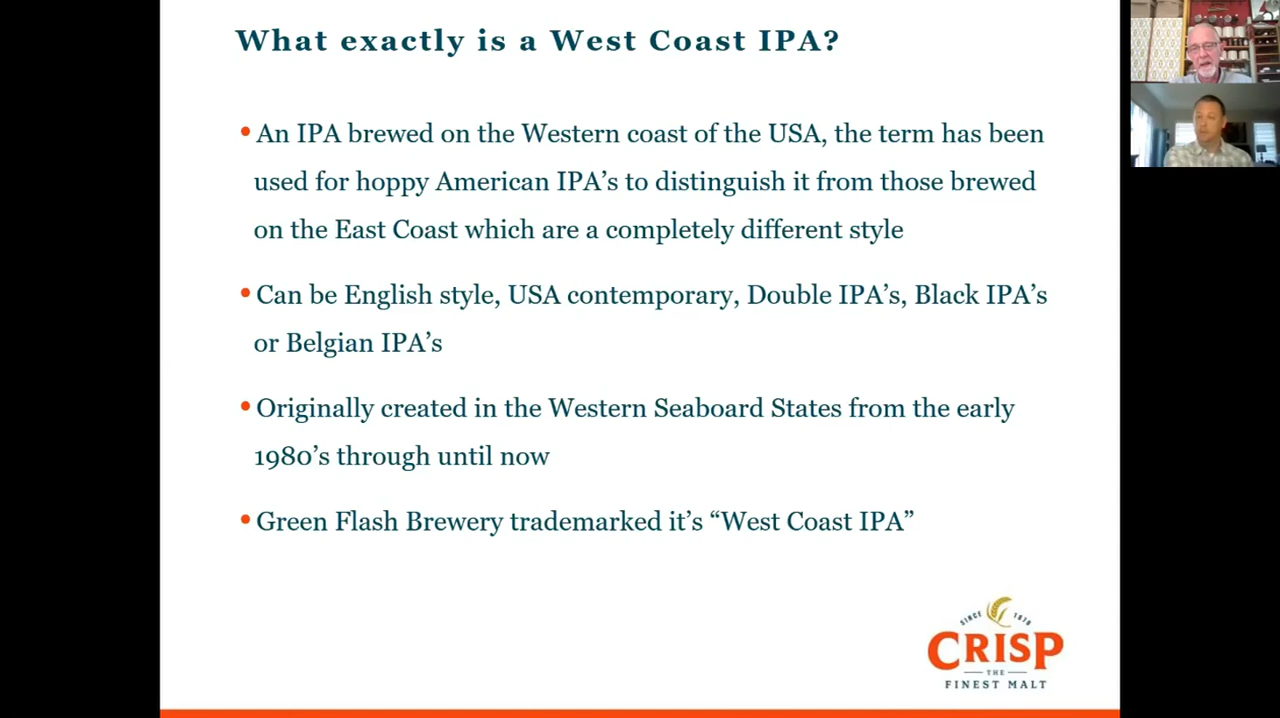 What exactly is a West Coast IPA?
• An IPA brewed on the Western coast of the USA, the term has been
used for hoppy American IPA’s to distinguish it from those brewed
on the East Coast which are a completely different style
• Can be English style, USA contemporary, Double IPA’s, Black IPA’s
or Belgian IPA’s
• Originally created in the Western Seaboard States from the early
1980’s through until now
• Green Flash Brewery trademarked it’s “West Coast IPA”
SINCE 1870
CRISP
THE
FINEST MALT